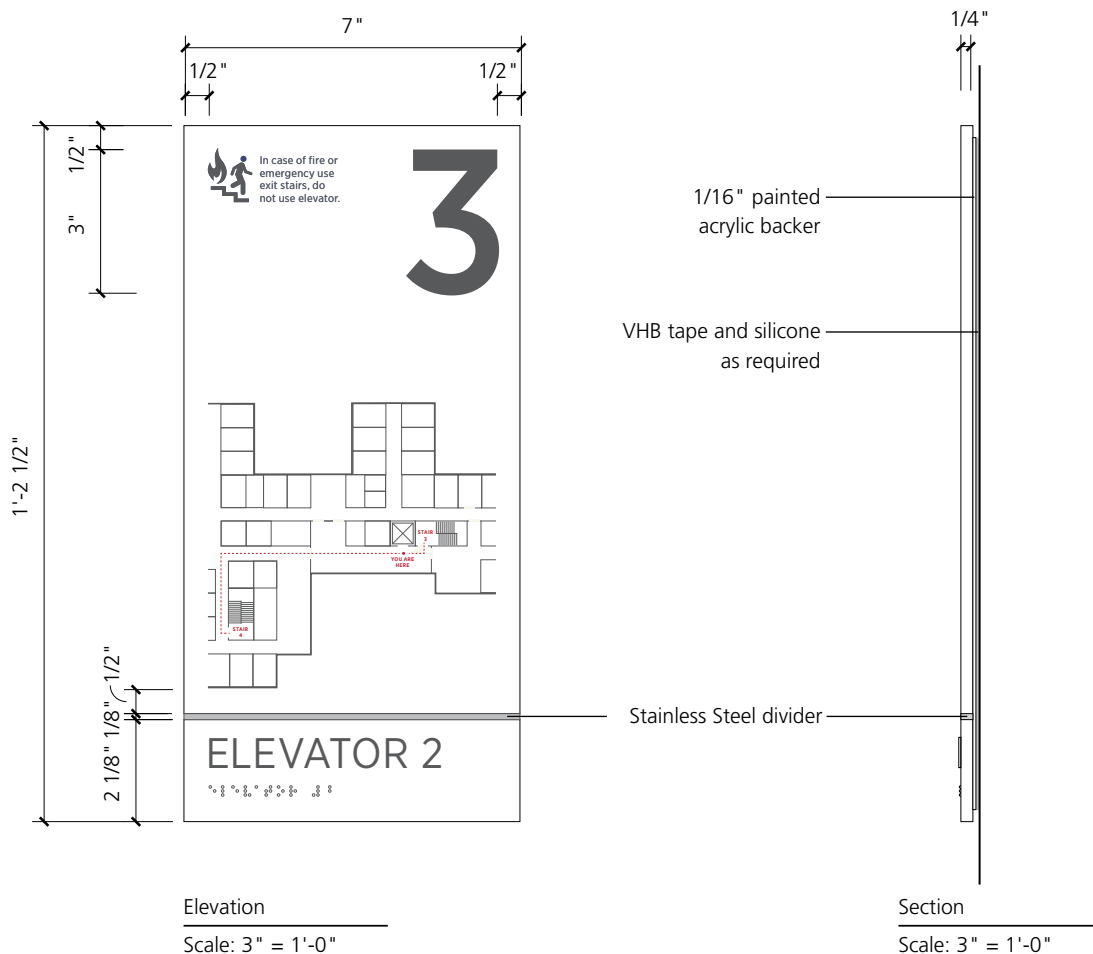 7"
1/4"
1/2"
1/2"
1/2"
3"
1'-2 1/2"
In case of fire or
emergency use
exit stairs, do
not use elevator.
3
1/16" painted
acrylic backer
VHB tape and silicone
as required
STAIR
3
YOU ARE
HERE
STAIR
4
1/2"
1/8"
2 1/8"
Stainless Steel divider
ELEVATOR 2
Elevation
Scale: 3" = 1'-0"
Section
Scale: 3" = 1'-0"